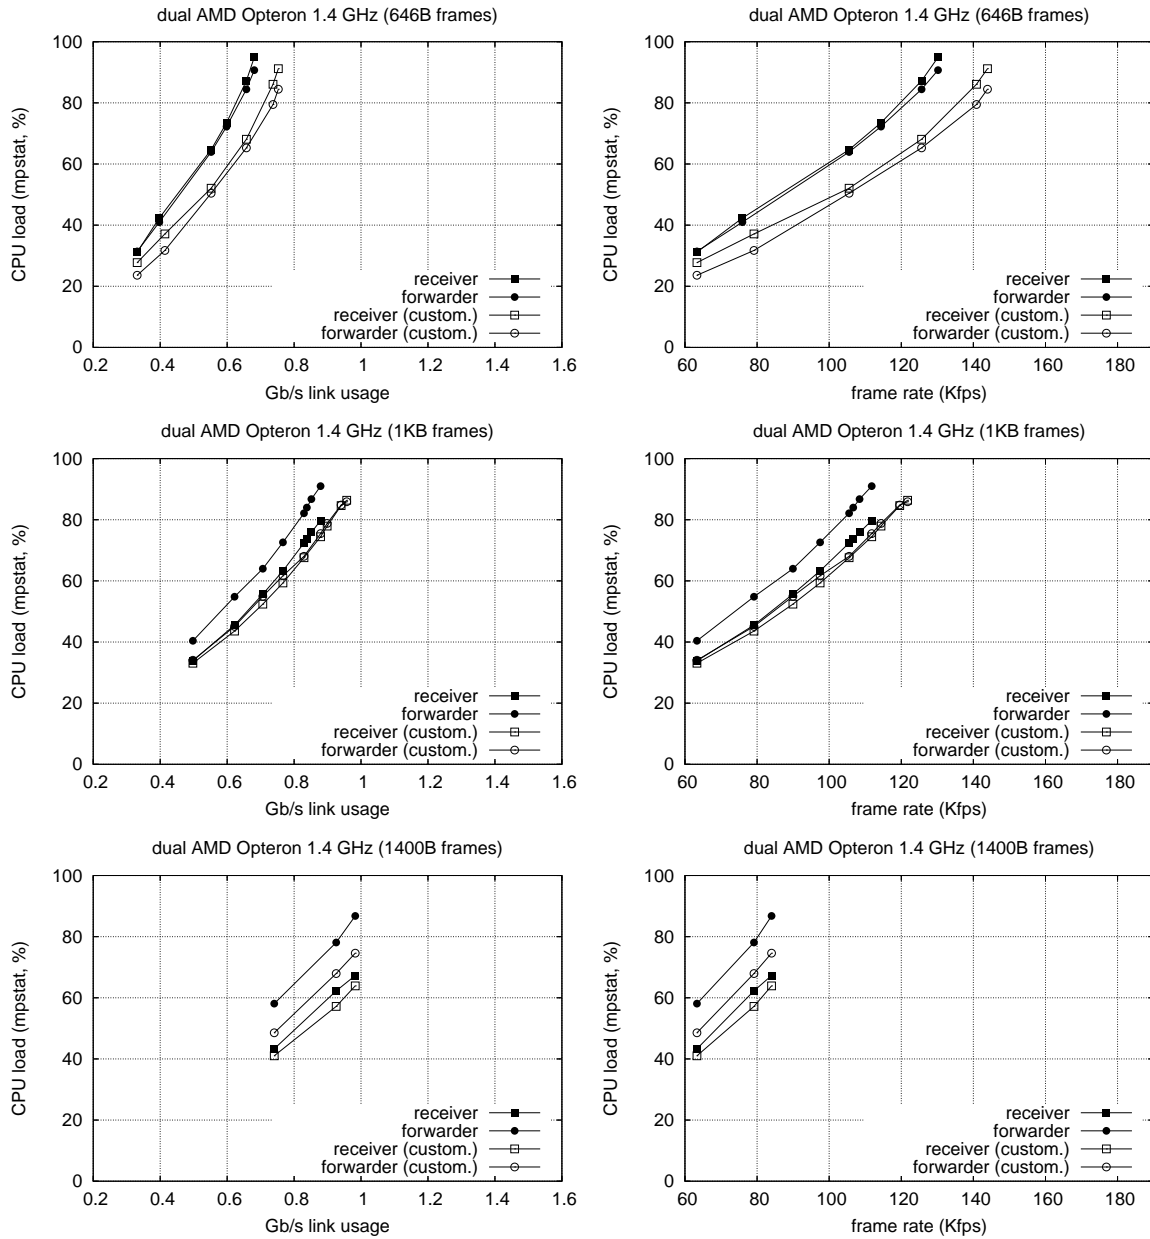 dual AMD Opteron 1.4 GHz (646B frames)
CPU load (mpstat, %)
100
80
60
40
20
0
receiver
forwarder
receiver (custom.)
forwarder (custom.)
0.2 0.4 0.6 0.8 1 1.2 1.4 1.6
Gb/s link usage
dual AMD Opteron 1.4 GHz (646B frames)
CPU load (mpstat, %)
100
80
60
40
20
0
receiver
forwarder
receiver (custom.)
forwarder (custom.)
60 80 100 120 140 160 180
frame rate (Kfps)
dual AMD Opteron 1.4 GHz (1KB frames)
CPU load (mpstat, %)
100
80
60
40
20
0
receiver
forwarder
receiver (custom.)
forwarder (custom.)
0.2 0.4 0.6 0.8 1 1.2 1.4 1.6
Gb/s link usage
dual AMD Opteron 1.4 GHz (1KB frames)
CPU load (mpstat, %)
100
80
60
40
20
0
receiver
forwarder
receiver (custom.)
forwarder (custom.)
60 80 100 120 140 160 180
frame rate (Kfps)
dual AMD Opteron 1.4 GHz (1400B frames)
CPU load (mpstat, %)
100
80
60
40
20
0
receiver
forwarder
receiver (custom.)
forwarder (custom.)
0.2 0.4 0.6 0.8 1 1.2 1.4 1.6
Gb/s link usage
dual AMD Opteron 1.4 GHz (1400B frames)
CPU load (mpstat, %)
100
80
60
40
20
0
receiver
forwarder
receiver (custom.)
forwarder (custom.)
60 80 100 120 140 160 180
frame rate (Kfps)